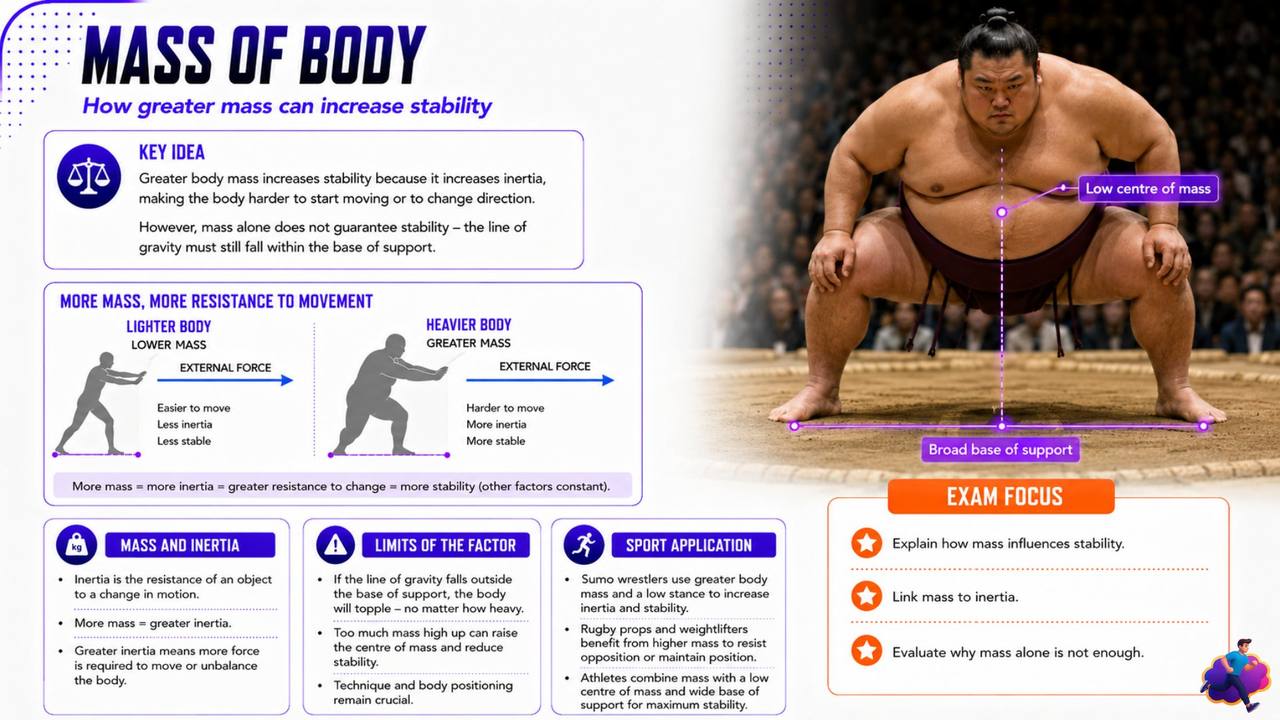 MASS OF BODY
How greater mass can increase stability
KEY IDEA
Greater body mass increases stability because it increases inertia,
making the body harder to start moving or to change direction.
However, mass alone does not guarantee stability – the line of
gravity must still fall within the base of support.
MORE MASS, MORE RESISTANCE TO MOVEMENT
LIGHTER BODY
LOWER MASS
EXTERNAL FORCE
Easier to move
Less inertia
Less stable
HEAVIER BODY
GREATER MASS
EXTERNAL FORCE
Harder to move
More inertia
More stable
More mass = more inertia = greater resistance to change = more stability (other factors constant).
Low centre of mass
Broad base of support
kg
MASS AND INERTIA
• Inertia is the resistance of an object
to a change in motion.
• More mass = greater inertia.
• Greater inertia means more force
is required to move or unbalance
the body.
LIMITS OF THE FACTOR
• If the line of gravity falls outside
the base of support, the body
will topple – no matter how heavy.
• Too much mass high up can raise
the centre of mass and reduce
stability.
• Technique and body positioning
remain crucial.
SPORT APPLICATION
• Sumo wrestlers use greater body
mass and a low stance to increase
inertia and stability.
• Rugby props and weightlifters
benefit from higher mass to resist
opposition or maintain position.
• Athletes combine mass with a low
centre of mass and wide base of
support for maximum stability.
EXAM FOCUS
Explain how mass influences stability.
Link mass to inertia.
Evaluate why mass alone is not enough.